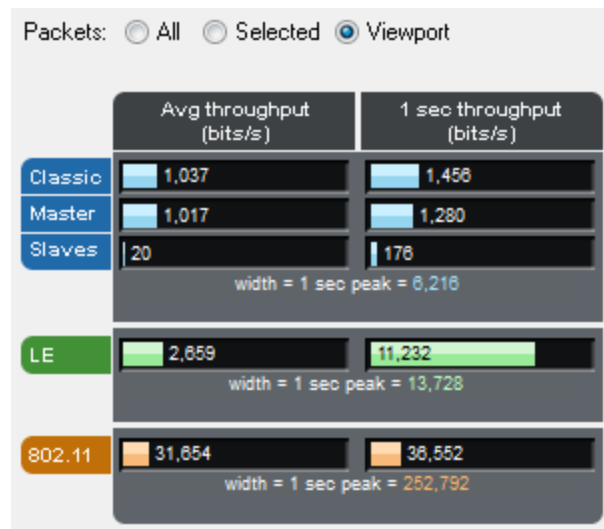 Packets: All Selected Viewport
Avg throughput (bits/s) 1 sec throughput (bits/s)
Classic 1,037 1,456
Master 1,017 1,280
Slaves 20 176
width = 1 sec peak = 6,216
LE 2,659 11,232
width = 1 sec peak = 13,728
802.11 31,654 36,552
width = 1 sec peak = 252,792